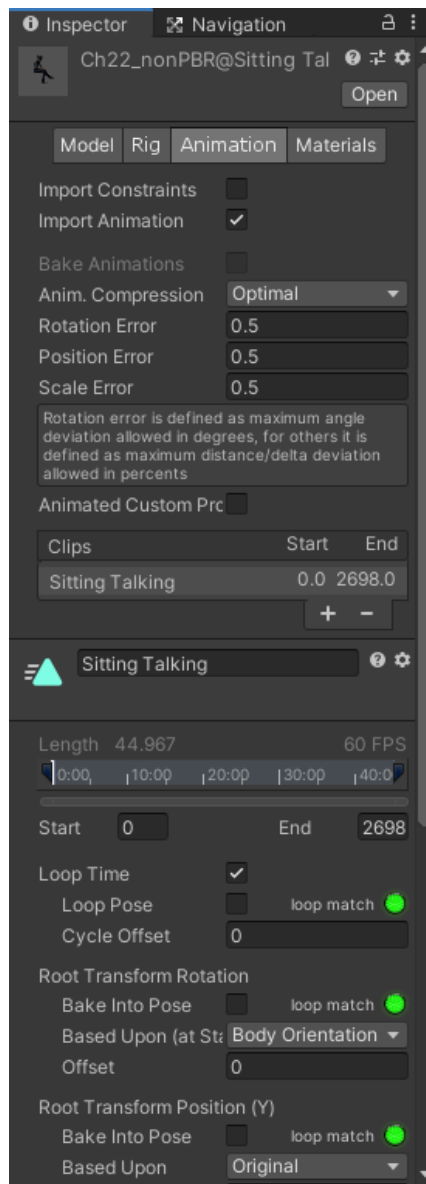 Inspector Navigation
Ch22_nonPBR@Sitting Tal
Open
Model Rig Animation Materials
Import Constraints
Import Animation
Bake Animations
Anim. Compression Optimal
Rotation Error 0.5
Position Error 0.5
Scale Error 0.5
Rotation error is defined as maximum angle
deviation allowed in degrees, for others it is
defined as maximum distance/delta deviation
allowed in percents
Animated Custom Prc
Clips Start End
Sitting Talking 0.0 2698.0
+ −
Sitting Talking
Length 44.967 60 FPS
0:00 10:00 20:00 30:00 40:0
Start 0 End 2698
Loop Time
Loop Pose loop match
Cycle Offset 0
Root Transform Rotation
Bake Into Pose loop match
Based Upon (at Sta Body Orientation
Offset 0
Root Transform Position (Y)
Bake Into Pose loop match
Based Upon Original